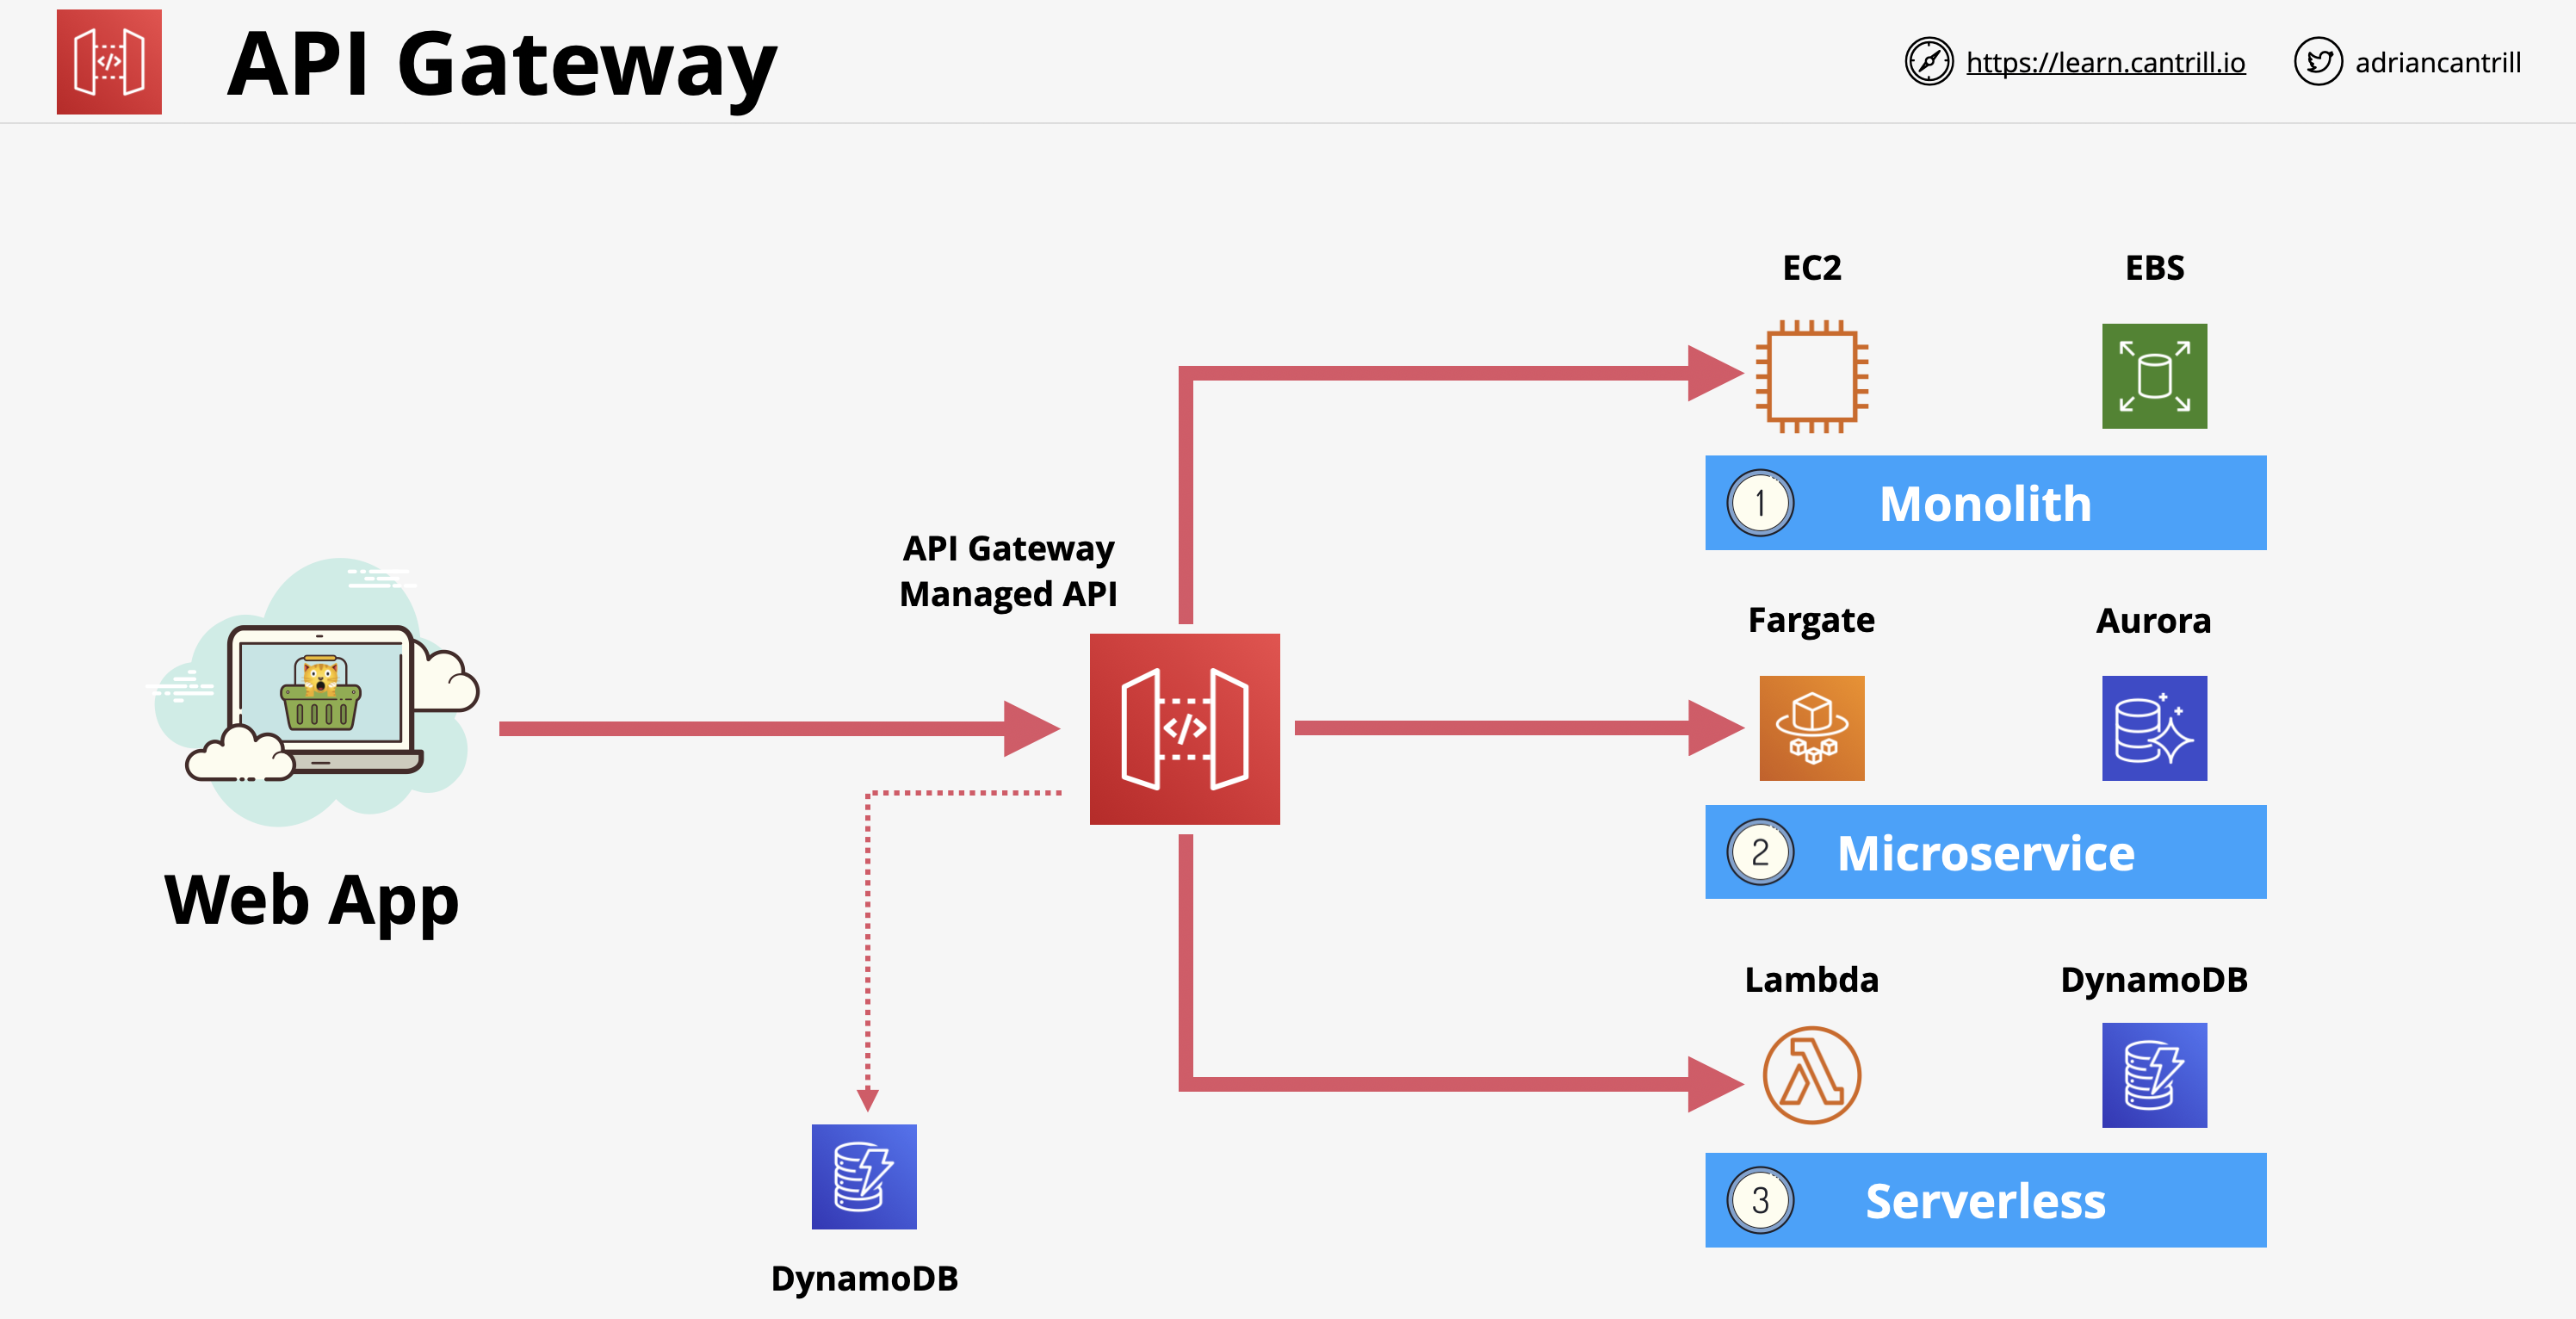 API Gateway
https://learn.cantrill.io
adriancantrill
EC2
EBS
1
Monolith
API Gateway
Managed API
Fargate
Aurora
</>
2
Microservice
Web App
Lambda
DynamoDB
3
Serverless
DynamoDB